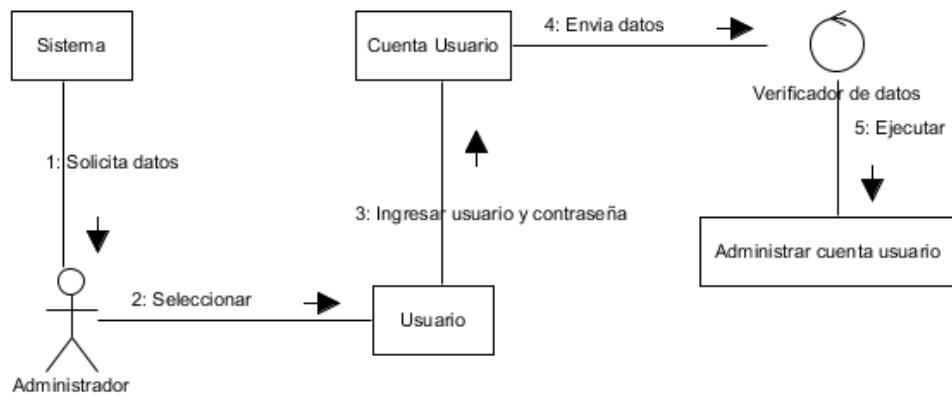 Sistema
Cuenta Usuario
4: Envia datos
Verificador de datos
5: Ejecutar
1: Solicita datos
3: Ingresar usuario y contraseña
Administrar cuenta usuario
2: Seleccionar
Usuario
Administrador